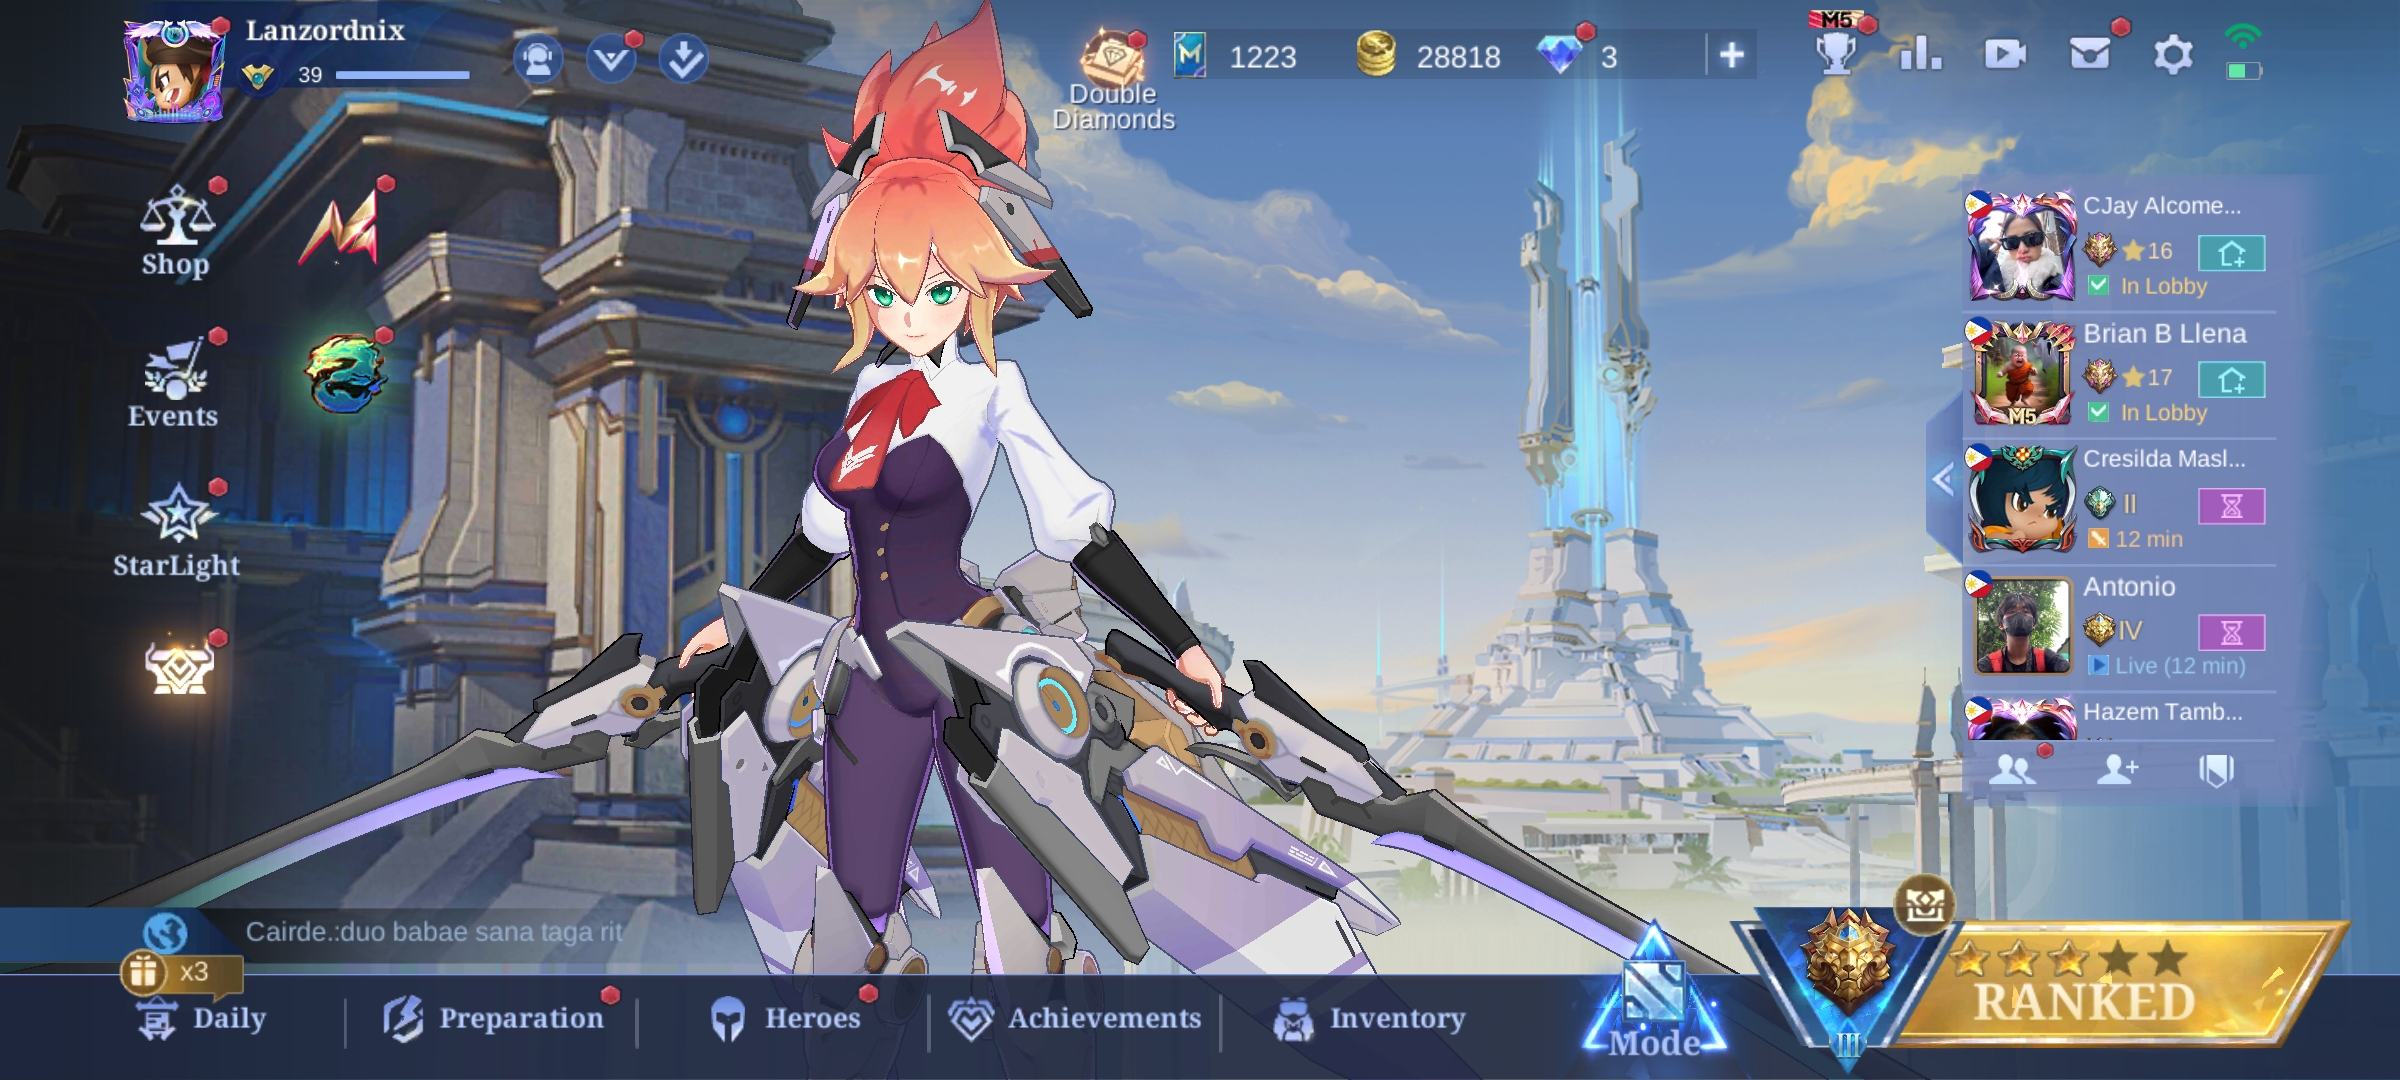 Lanzordnix
39
Double
Diamonds
1223
28818
3
M5
Shop
Events
StarLight
CJay Alcome...
16
In Lobby
Brian B Llena
17
M5
In Lobby
Cresilda Masl...
II
12 min
Antonio
IV
Live (12 min)
Hazem Tamb...
Cairde.:duo babae sana taga rit
x3
Daily
Preparation
Heroes
Achievements
Inventory
Mode
III
RANKED